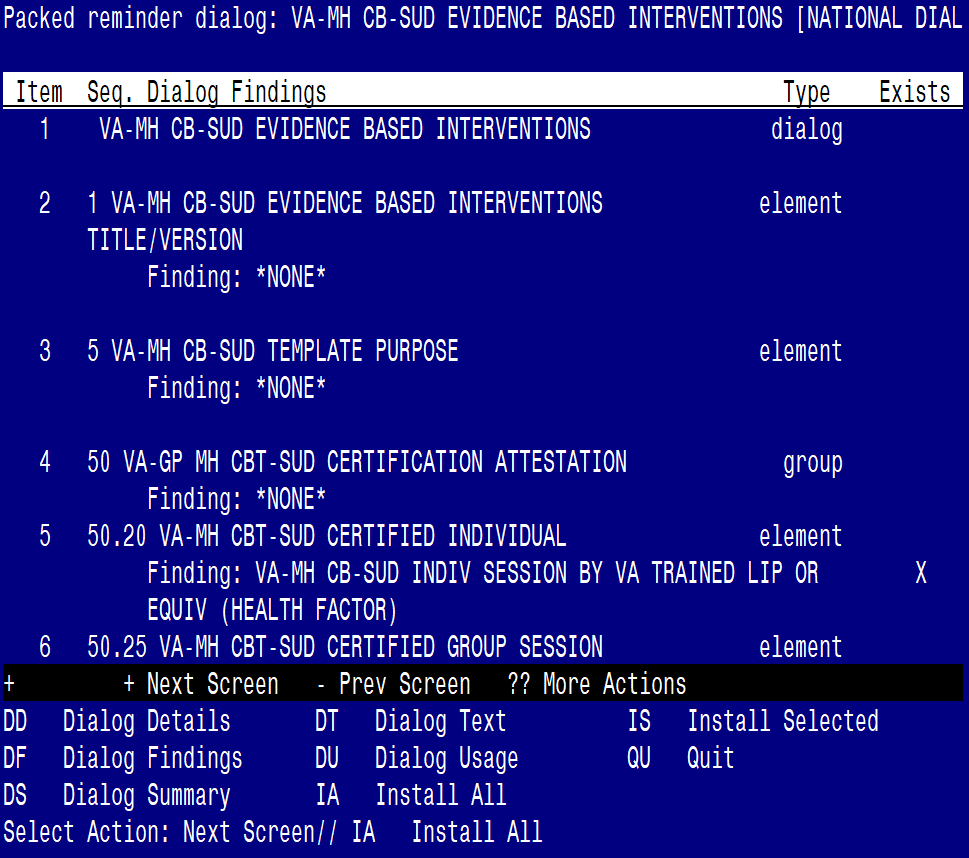 Packed reminder dialog: VA-MH CB-SUD EVIDENCE BASED INTERVENTIONS [NATIONAL DIAL
Item Seq. Dialog Findings Type Exists
1 VA-MH CB-SUD EVIDENCE BASED INTERVENTIONS dialog
2 1 VA-MH CB-SUD EVIDENCE BASED INTERVENTIONS element
TITLE/VERSION
Finding: *NONE*
3 5 VA-MH CB-SUD TEMPLATE PURPOSE element
Finding: *NONE*
4 50 VA-GP MH CBT-SUD CERTIFICATION ATTESTATION group
Finding: *NONE*
5 50.20 VA-MH CBT-SUD CERTIFIED INDIVIDUAL element
Finding: VA-MH CB-SUD INDIV SESSION BY VA TRAINED LIP OR X
EQUIV (HEALTH FACTOR)
6 50.25 VA-MH CBT-SUD CERTIFIED GROUP SESSION element
+ + Next Screen - Prev Screen ?? More Actions
DD Dialog Details DT Dialog Text IS Install Selected
DF Dialog Findings DU Dialog Usage QU Quit
DS Dialog Summary IA Install All
Select Action: Next Screen// IA Install All